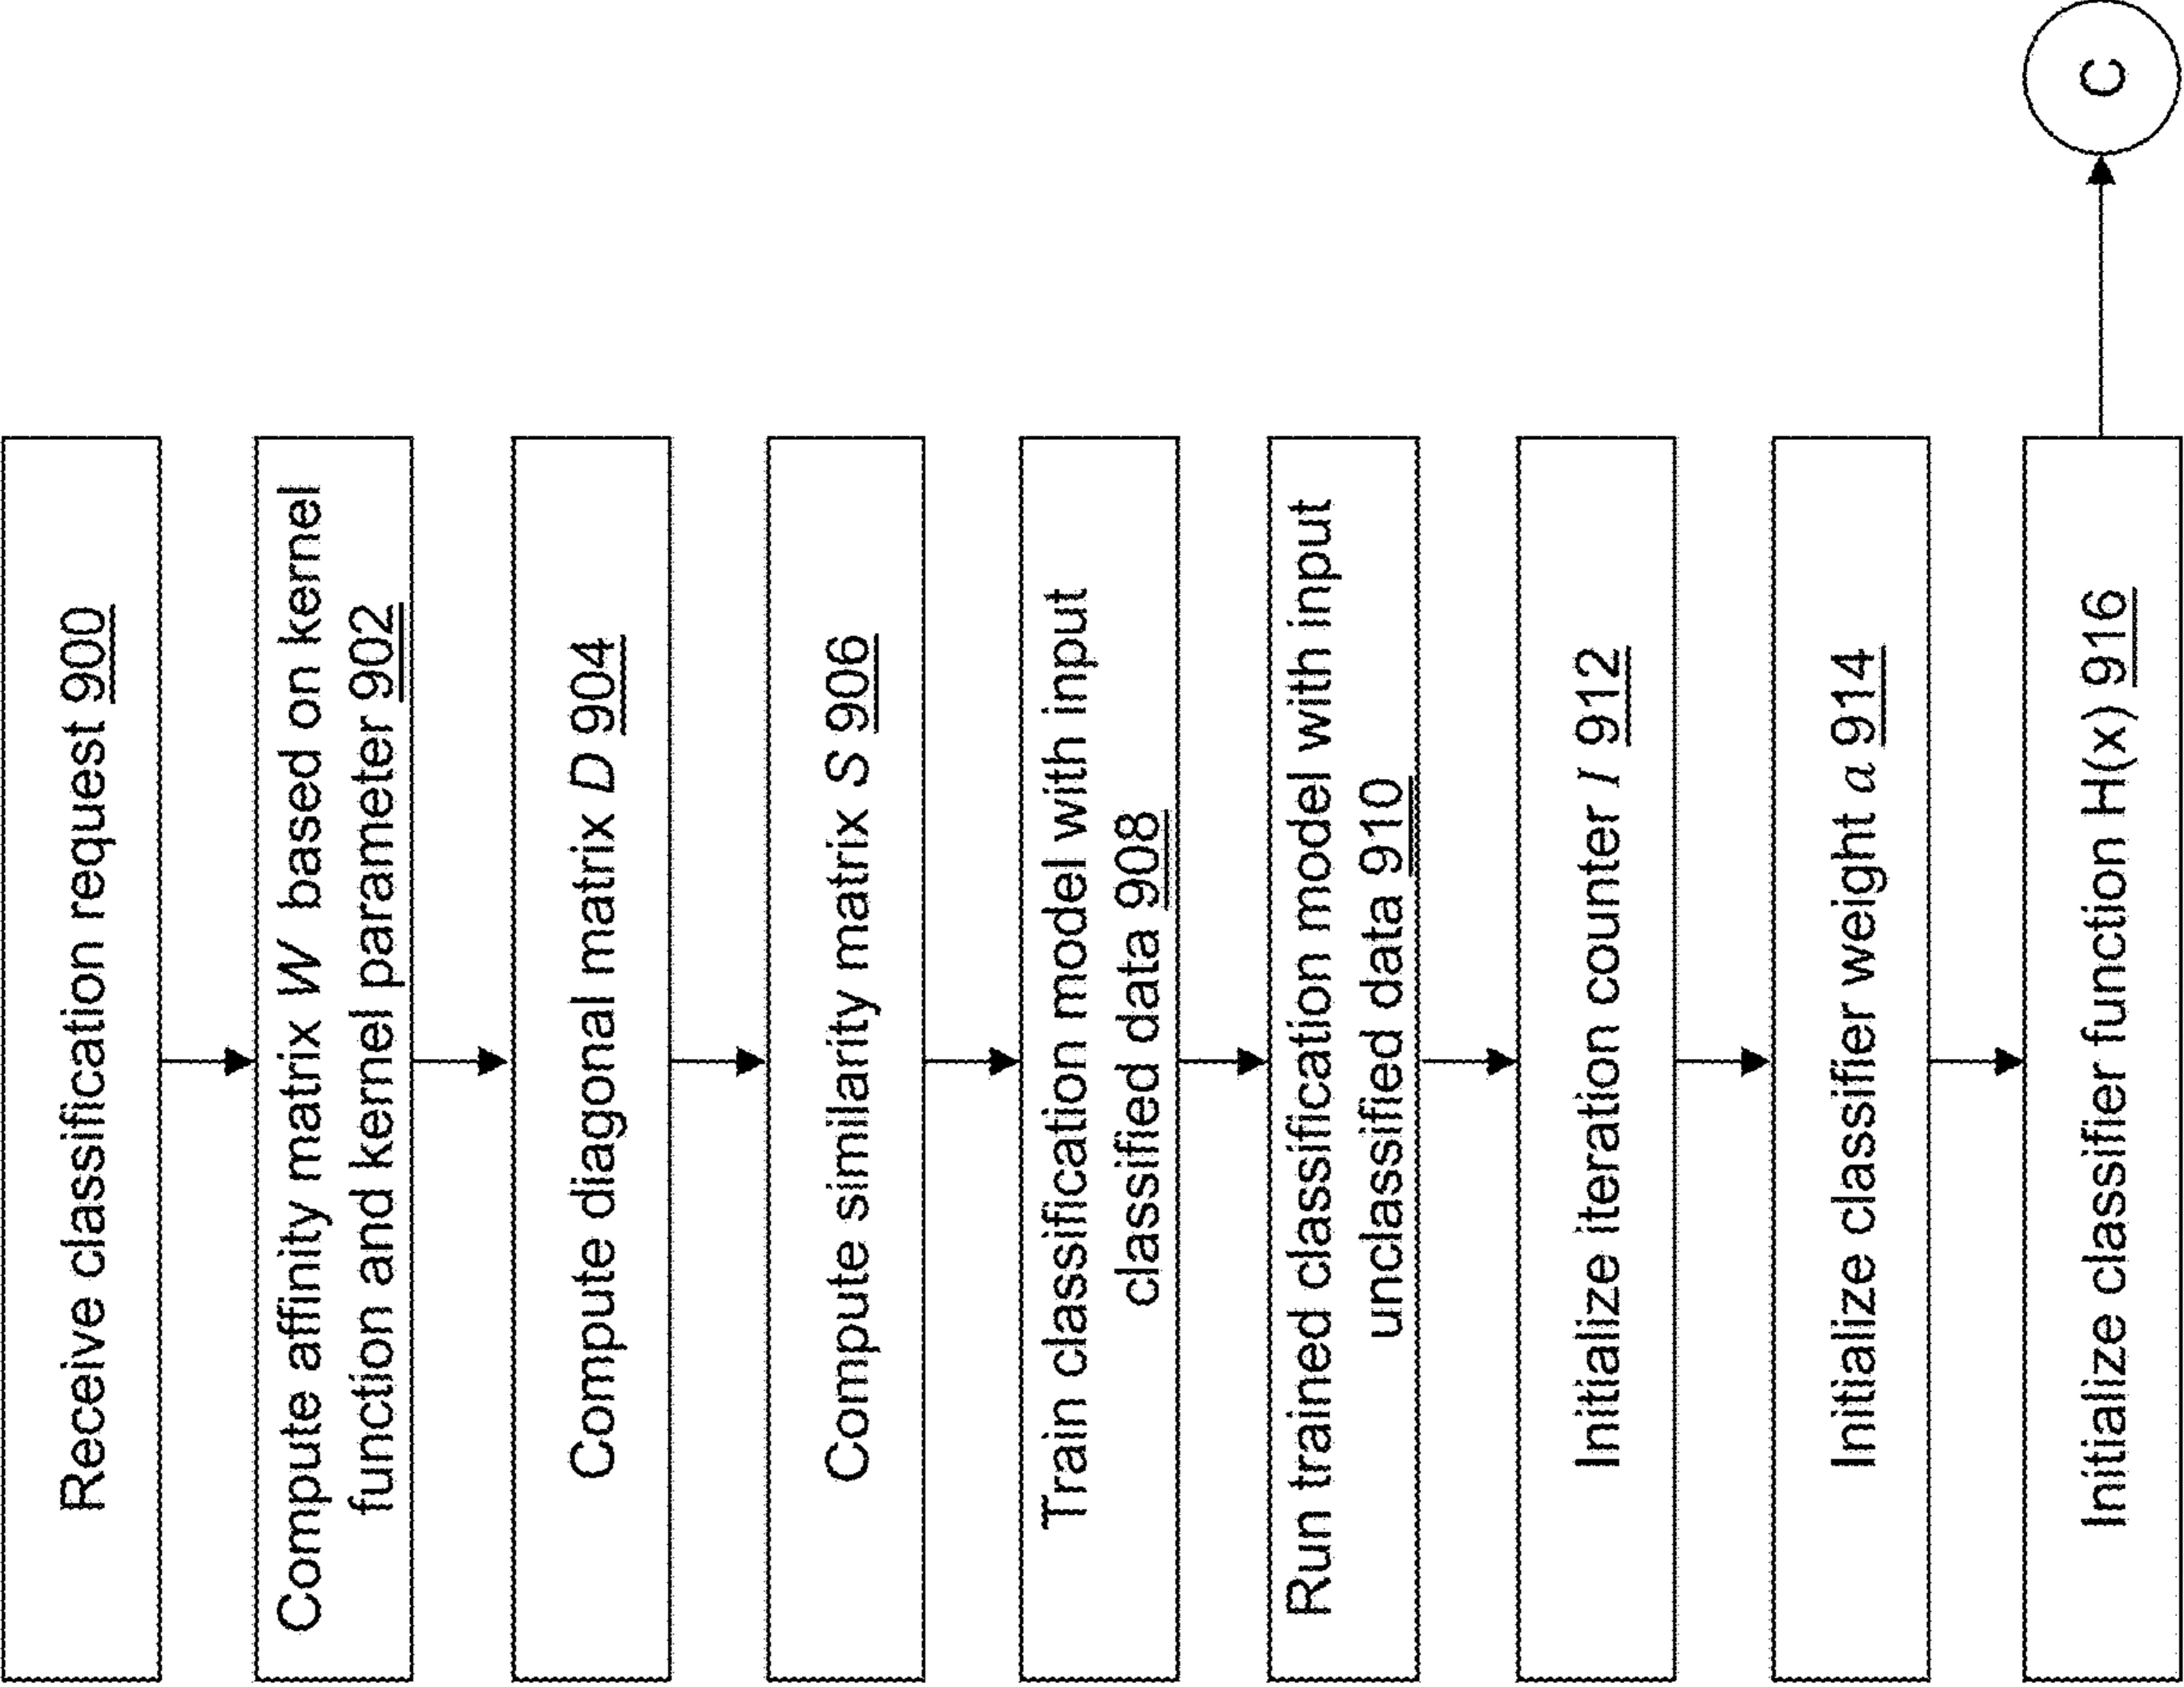 Receive classification request 900
Compute affinity matrix W based on kernel
function and kernel parameter 902
Compute diagonal matrix D 904
Compute similarity matrix S 906
Train classification model with input
classified data 908
Run trained classification model with input
unclassified data 910
Initialize iteration counter I 912
Initialize classifier weight a 914
Initialize classifier function H(x) 916
C